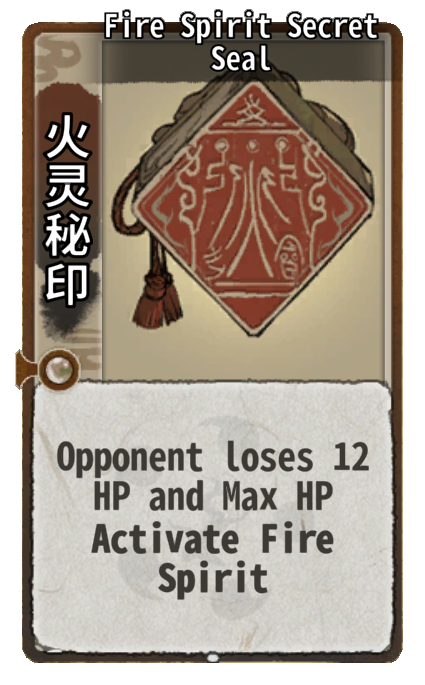 Fire Spirit Secret
Seal
火灵秘印
Opponent loses 12
HP and Max HP
Activate Fire
Spirit